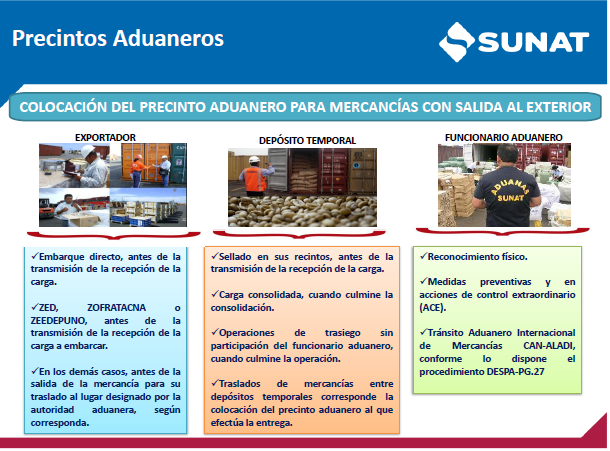 Precintos Aduaneros
SUNAT
COLOCACIÓN DEL PRECINTO ADUANERO PARA MERCANCÍAS CON SALIDA AL EXTERIOR
EXPORTADOR
✓Embarque directo, antes de la
transmisión de la recepción de la
carga.
✓ZED, ZOFRATACNA o
ZEEDEPUNO, antes de la
transmisión de la recepción de la
carga a embarcar.
✓En los demás casos, antes de la
salida de la mercancía para su
traslado al lugar designado por la
autoridad aduanera, según
corresponda.
DEPÓSITO TEMPORAL
✓Sellado en sus recintos, antes de la
transmisión de la recepción de la carga.
✓Carga consolidada, cuando culmine la
consolidación.
✓Operaciones de trasiego sin
participación del funcionario aduanero,
cuando culmine la operación.
✓Traslados de mercancías entre
depósitos temporales corresponde la
colocación del precinto aduanero al que
efectúa la entrega.
FUNCIONARIO ADUANERO
ADUANAS
SUNAT
✓Reconocimiento físico.
✓Medidas preventivas y en
acciones de control extraordinario
(ACE).
✓Tránsito Aduanero Internacional
de Mercancías CAN-ALADI,
conforme lo dispone el
procedimiento DESPA-PG.27